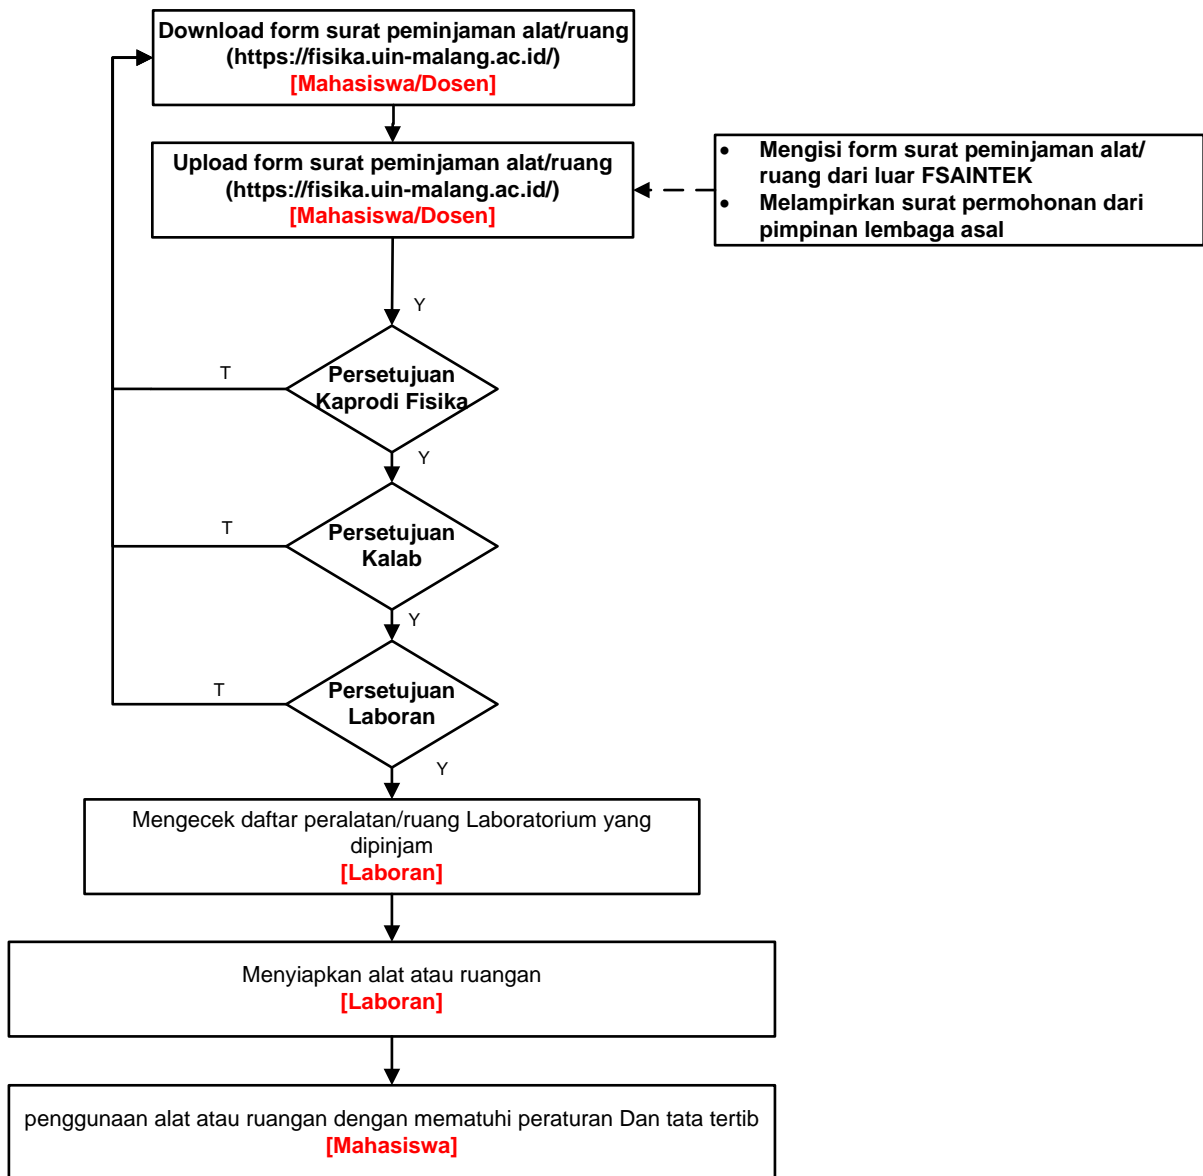 Download form surat peminjaman alat/ruang
(https://fisika.uin-malang.ac.id/)
[Mahasiswa/Dosen]
Upload form surat peminjaman alat/ruang
(https://fisika.uin-malang.ac.id/)
[Mahasiswa/Dosen]
• Mengisi form surat peminjaman alat/
ruang dari luar FSAINTEK
• Melampirkan surat permohonan dari
pimpinan lembaga asal
Y
Persetujuan
Kaprodi Fisika
T
Y
Persetujuan
Kalab
T
Y
Persetujuan
Laboran
T
Y
Mengecek daftar peralatan/ruang Laboratorium yang
dipinjam
[Laboran]
Menyiapkan alat atau ruangan
[Laboran]
penggunaan alat atau ruangan dengan mematuhi peraturan Dan tata tertib
[Mahasiswa]